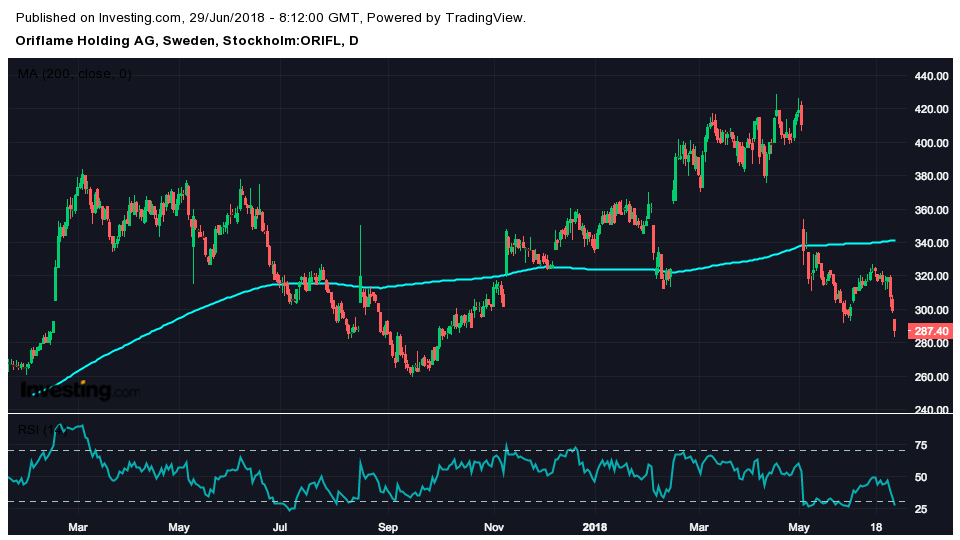 Published on Investing.com, 29/Jun/2018 - 8:12:00 GMT, Powered by TradingView.
Oriflame Holding AG, Sweden, Stockholm:ORIFL, D
MA (200, close, 0)
440.00
420.00
400.00
380.00
360.00
340.00
320.00
300.00
287.40
280.00
260.00
Investing.com
240.00
RSI
75
50
25
Mar May Jul Sep Nov 2018 Mar May 18